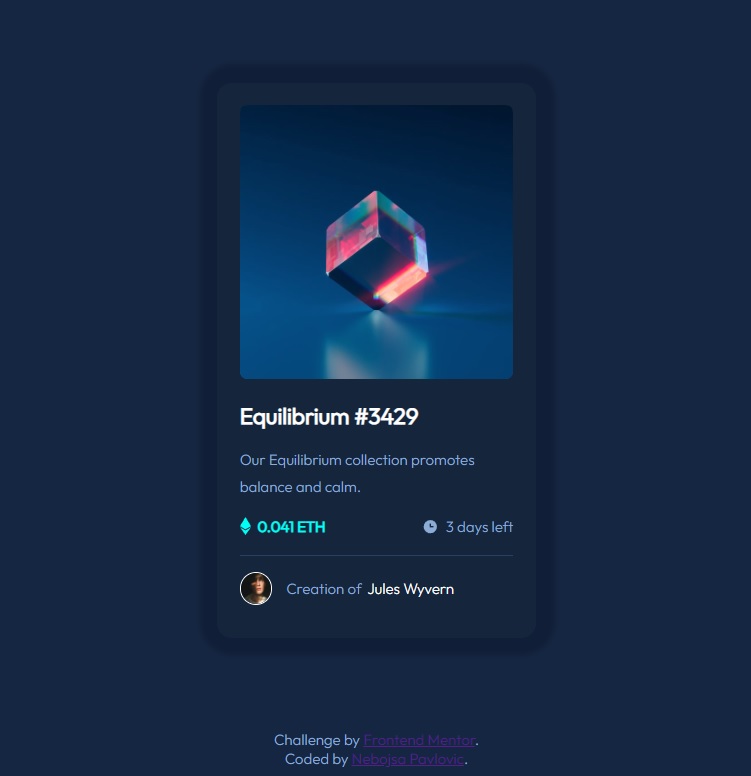 Equilibrium #3429
Our Equilibrium collection promotes
balance and calm.
0.041 ETH
3 days left
Creation of Jules Wyvern
Challenge by Frontend Mentor.
Coded by Nebojsa Pavlovic.